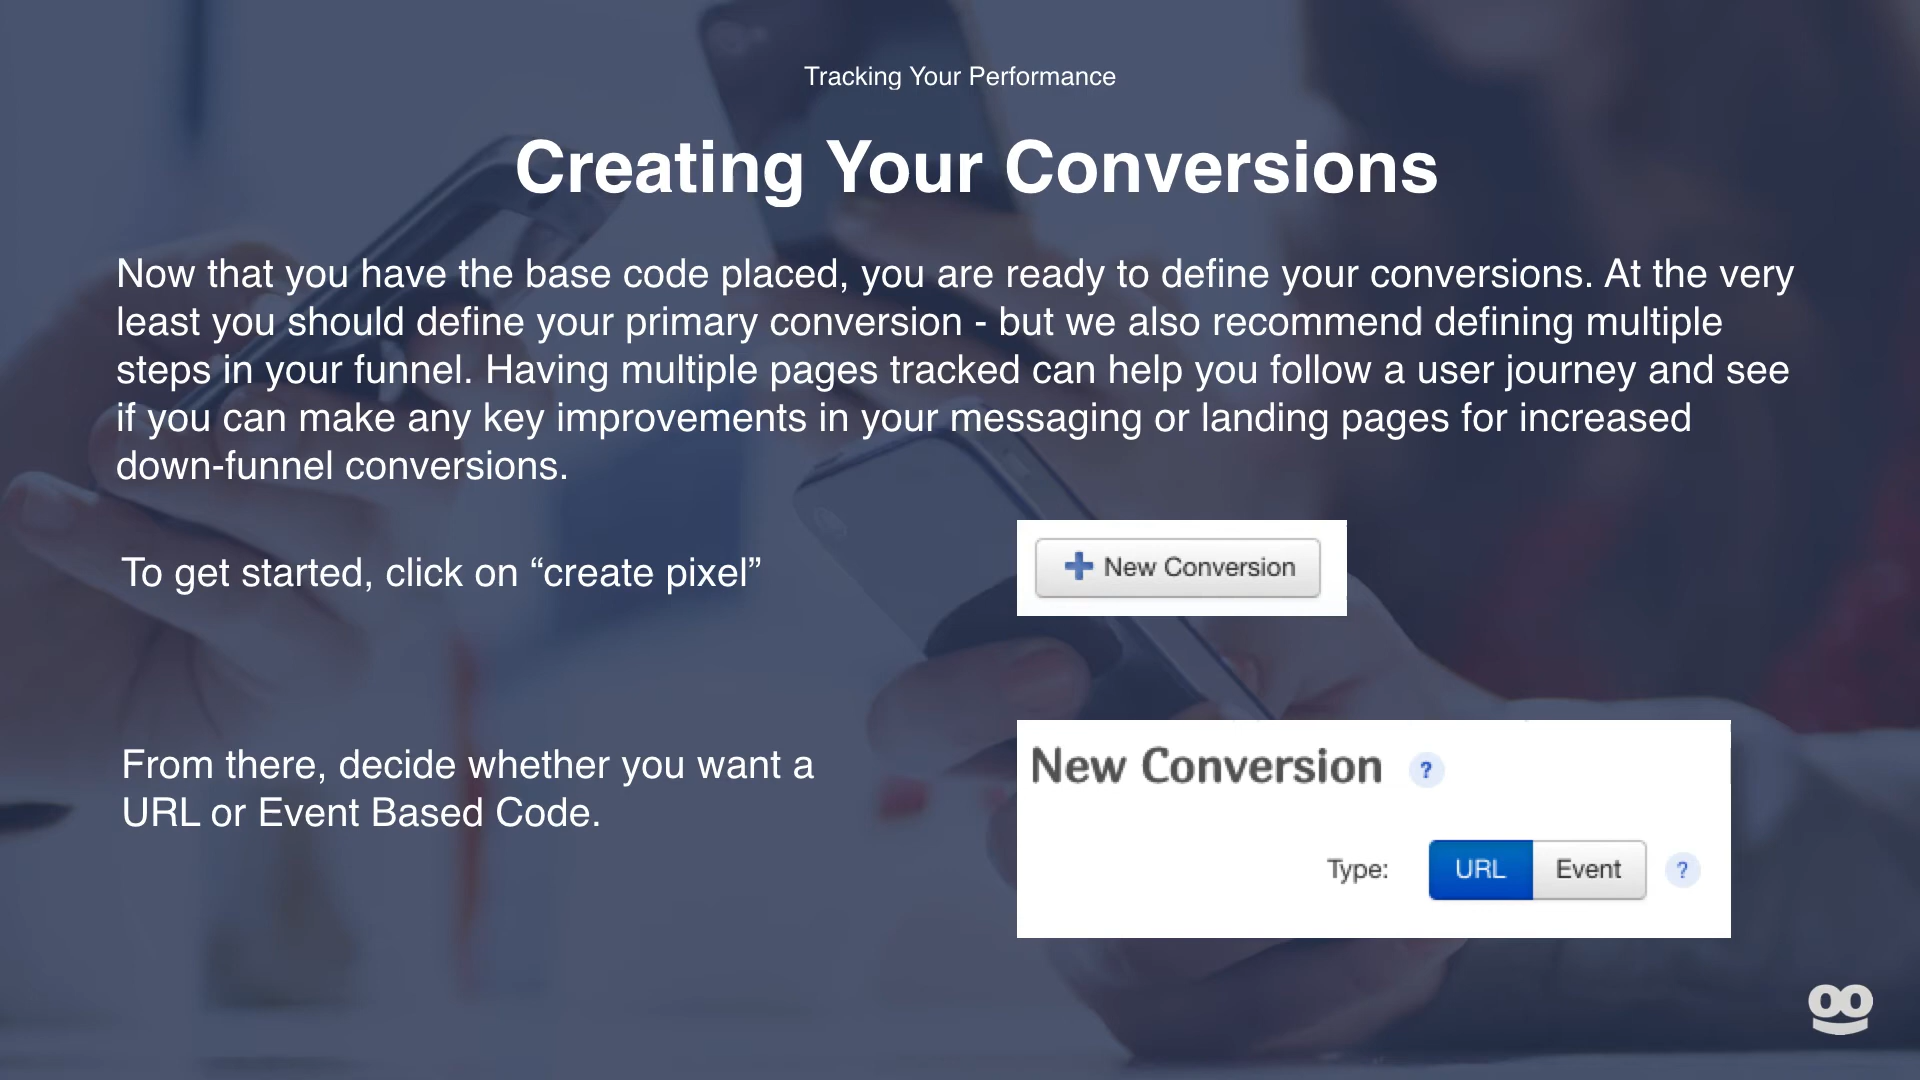 Tracking Your Performance
Creating Your Conversions
Now that you have the base code placed, you are ready to define your conversions. At the very
least you should define your primary conversion - but we also recommend defining multiple
steps in your funnel. Having multiple pages tracked can help you follow a user journey and see
if you can make any key improvements in your messaging or landing pages for increased
down-funnel conversions.
To get started, click on “create pixel”
New Conversion
From there, decide whether you want a
URL or Event Based Code.
New Conversion ?
Type: URL Event ?